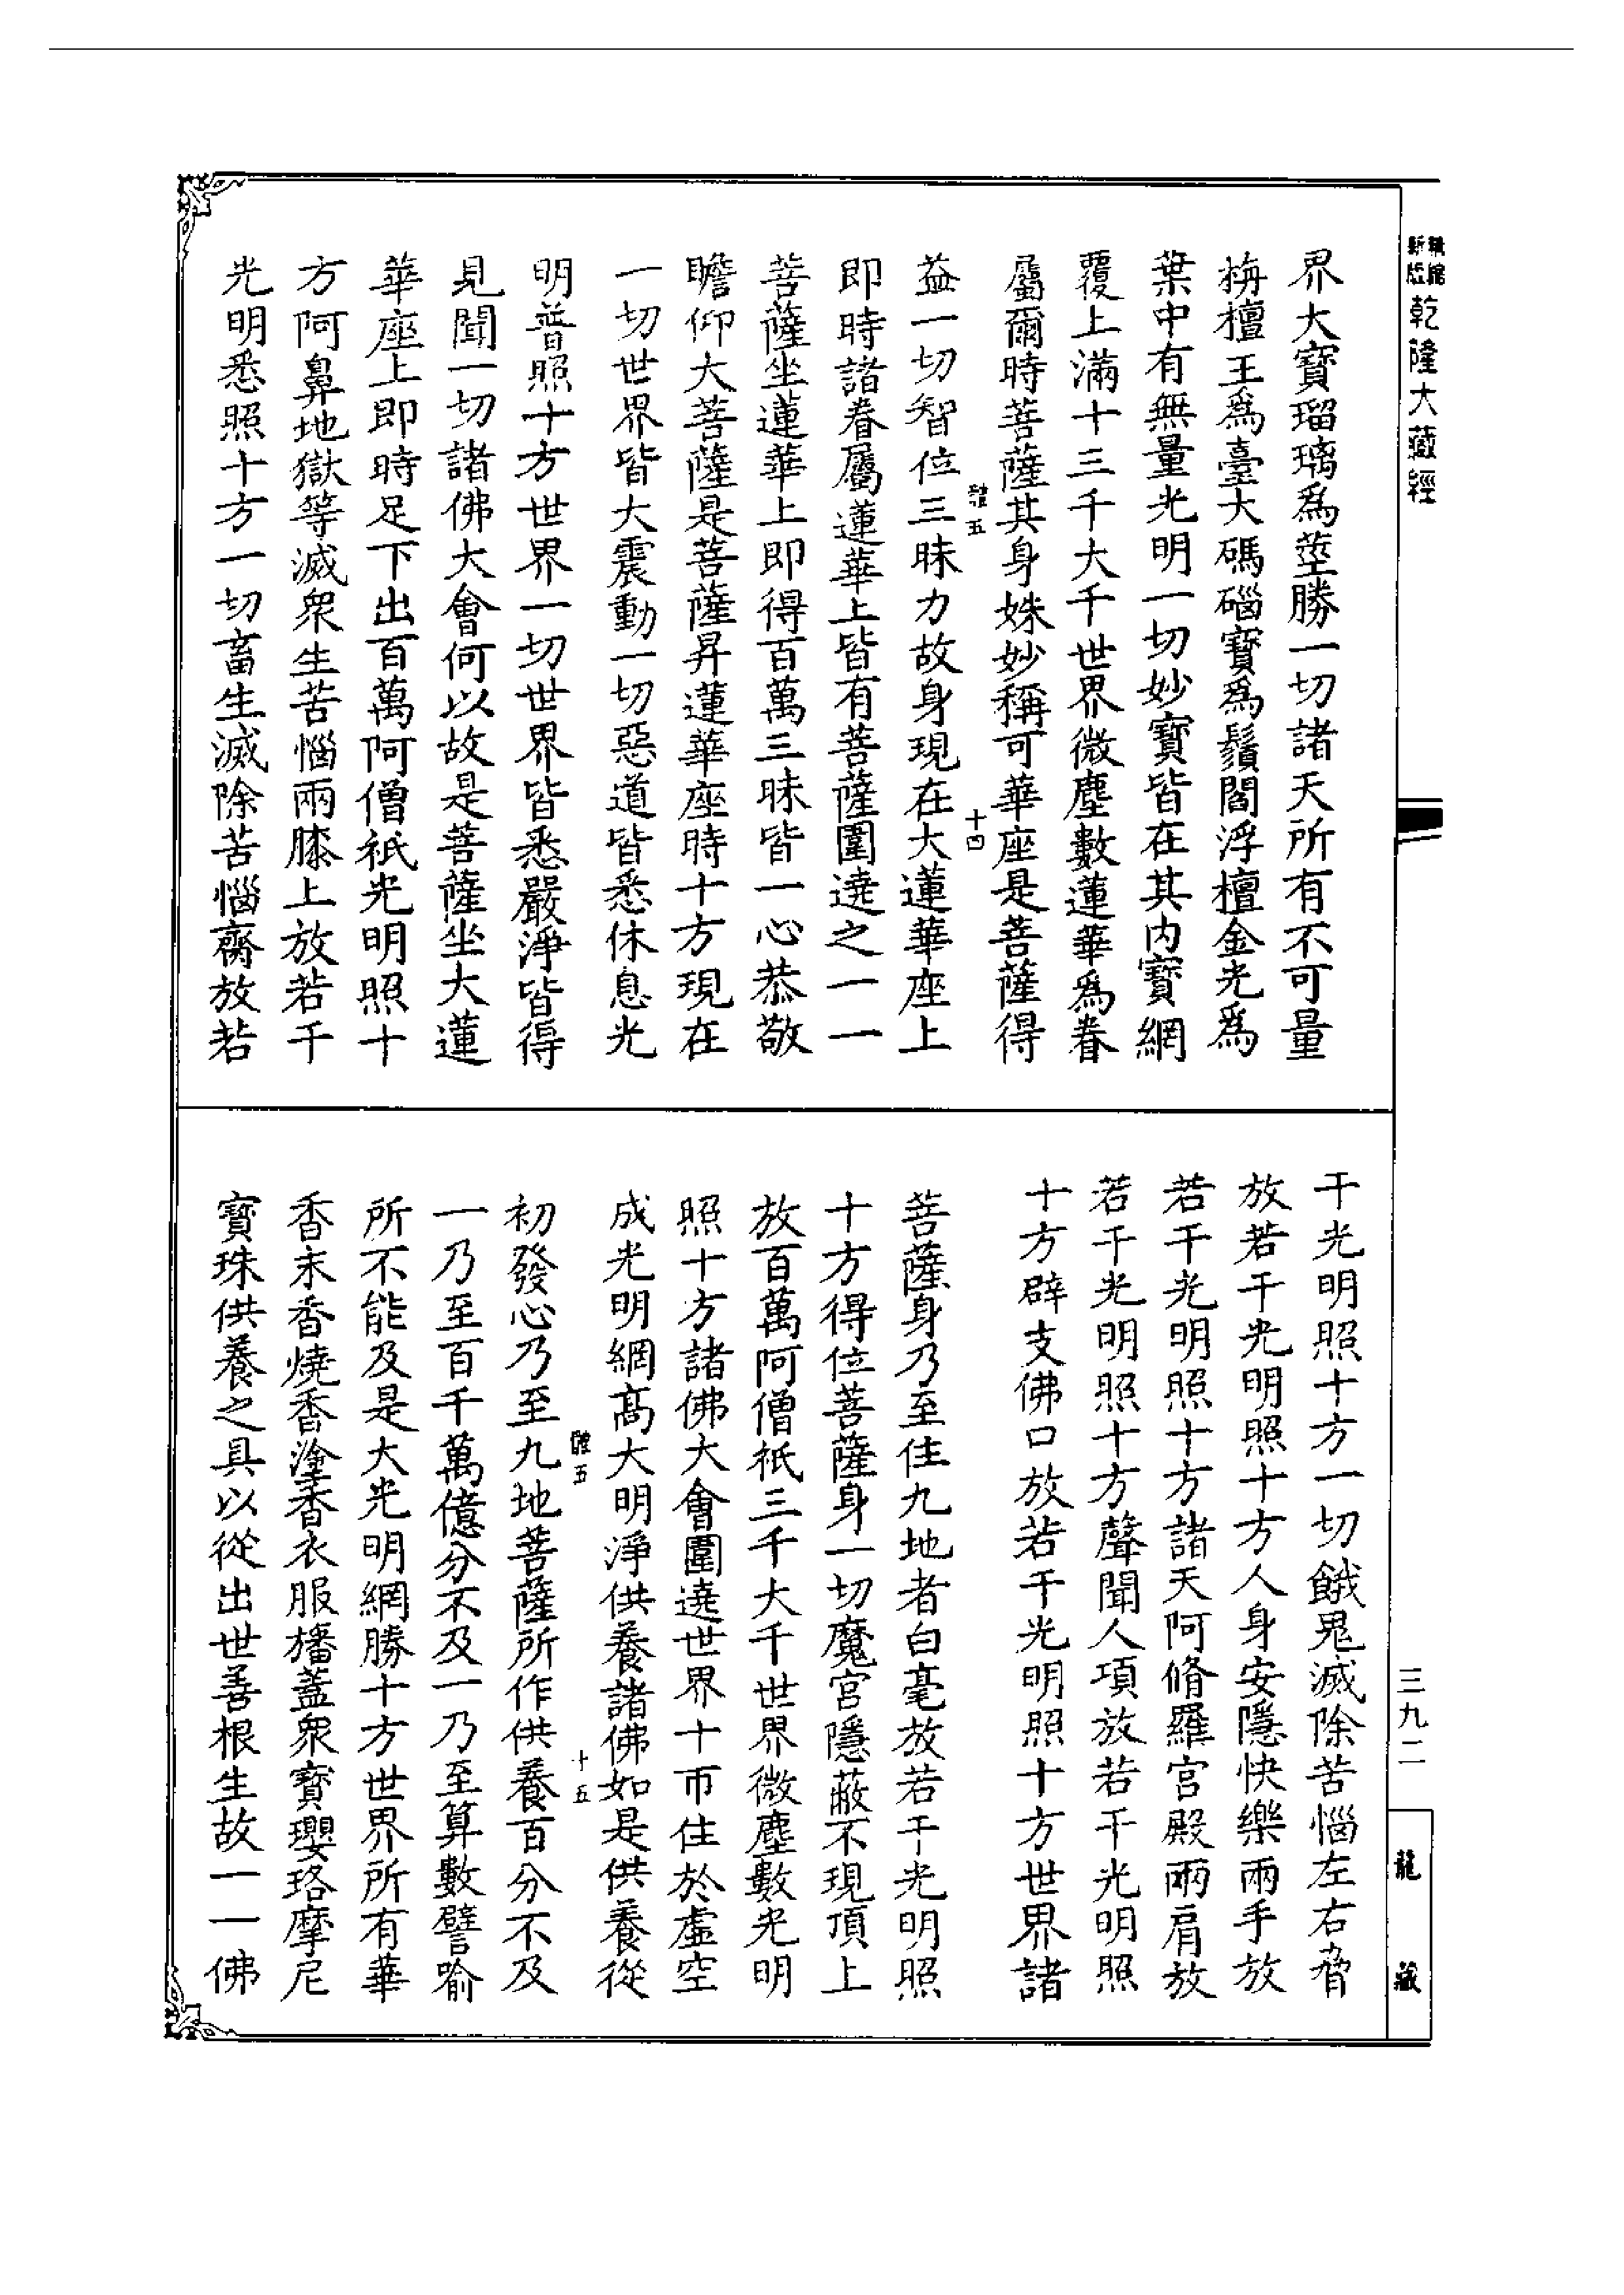 新編縮版
乾隆大藏經
界大寶瑠璃爲莖勝一切諸天所有不可量
栴檀王爲臺大碼碯寶爲鬚閻浮檀金光爲
葉中有無量光明一切妙寶皆在其內寶網
覆上滿十三千大千世界微塵數蓮華爲眷
屬爾時菩薩其身姝妙稱可華座是菩薩得
體五
十四
益一切智位三昧力故身現在大蓮華座上
即時諸眷屬蓮華上皆有菩薩圍遶之一一
菩薩坐蓮華上即得百萬三昧皆一心恭敬
瞻仰大菩薩是菩薩昇蓮華座時十方現在
一切世界皆大震動一切惡道皆悉休息光
明普照十方世界一切世界皆悉嚴淨皆得
見聞一切諸佛大會何以故是菩薩坐大蓮
華座上即時足下出百萬阿僧祇光明照十
方阿鼻地獄等滅衆生苦惱兩膝上放若干
光明悉照十方一切畜生滅除苦惱齎放若
干光明照十方一切餓鬼滅除苦惱左右脅
放若干光明照十方人身安隱快樂兩手放
若干光明照十方諸天阿脩羅宮殿兩肩放
若干光明照十方聲聞人項放若干光明照
十方辟支佛口放若干光明照十方世界諸
菩薩身乃至住九地者白毫放若干光明照
十方得位菩薩身一切魔宮隱蔽不現頂上
放百萬阿僧祇三千大千世界微塵數光明
照十方諸佛大會圍遶世界十帀住於虛空
成光明網髙大明淨供養諸佛如是供養從
體五
十五
初發心乃至九地菩薩所作供養百分不及
一乃至百千萬億分不及一乃至算數譬喻
所不能及是大光明網勝十方世界所有華
香末香燒香塗香衣服旛蓋衆寶瓔珞摩尼
寶珠供養之具以從出世善根生故一一佛
三九二
龍藏